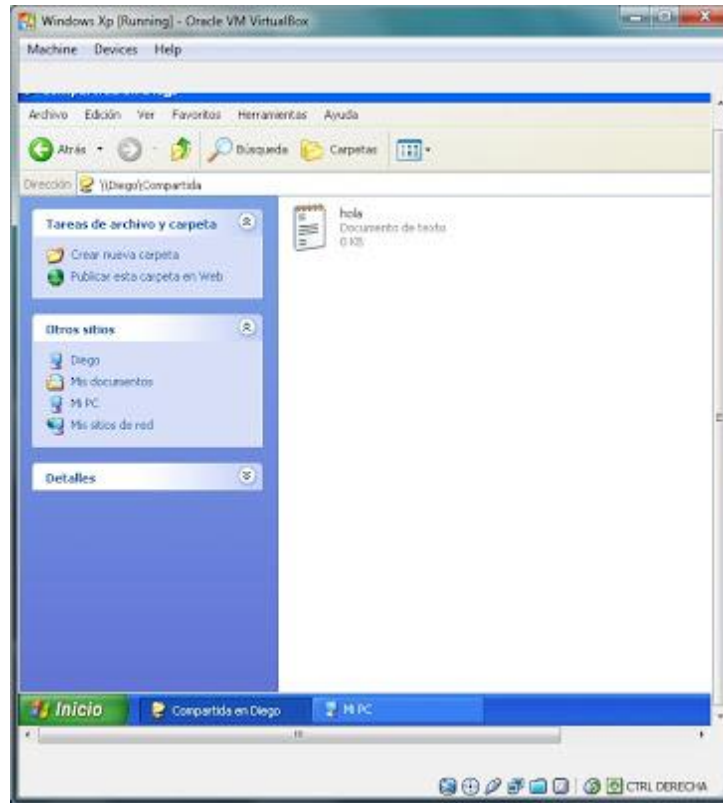 Windows Xp [Running] - Oracle VM VirtualBox
Machine Devices Help
Compartida en Diego
Archivo Edición Ver Favoritos Herramientas Ayuda
Atrás Búsqueda Carpetas
Dirección \\Diego\Compartida
Tareas de archivo y carpeta
Crear nueva carpeta
Publicar esta carpeta en Web
Otros sitios
Diego
Mis documentos
Mi PC
Mis sitios de red
Detalles
hola
Documento de texto
0 KB
Inicio Compartida en Diego Mi PC
CTRL DERECHA